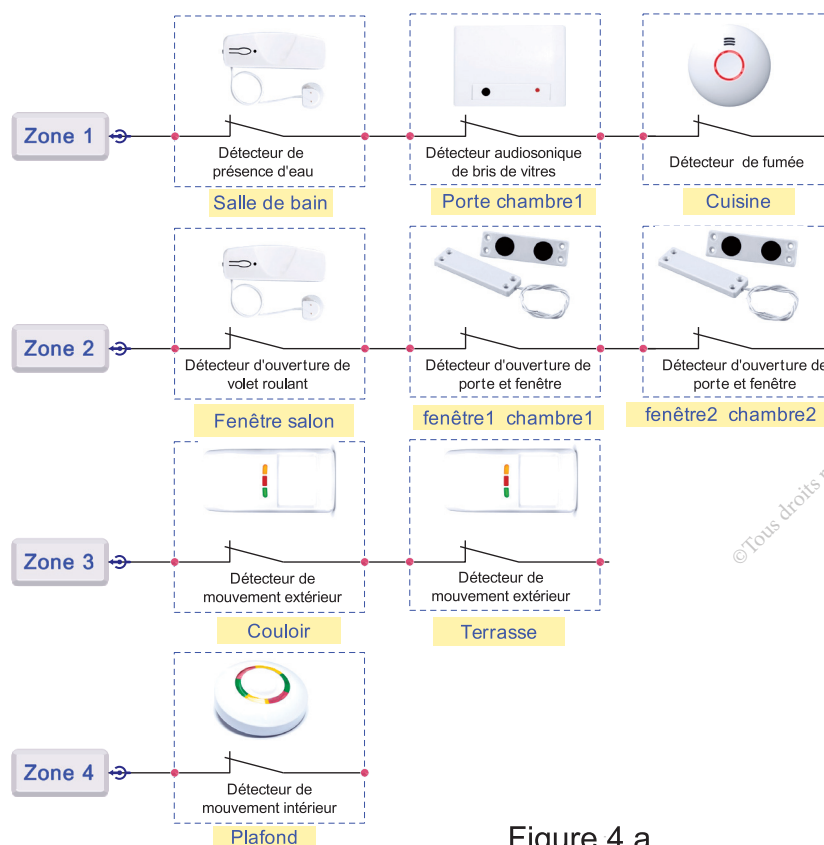 Zone 1
Détecteur de
présence d'eau
Salle de bain
Détecteur audiosonique
de bris de vitres
Porte chambre1
Détecteur de fumée
Cuisine
Zone 2
Détecteur d'ouverture de
volet roulant
Fenêtre salon
Détecteur d'ouverture de
porte et fenêtre
fenêtre1 chambre1
Détecteur d'ouverture de
porte et fenêtre
fenêtre2 chambre2
Zone 3
Détecteur de
mouvement extérieur
Couloir
Détecteur de
mouvement extérieur
Terrasse
©Tous droits
Zone 4
Détecteur de
mouvement intérieur
Plafond
Figure 4.a